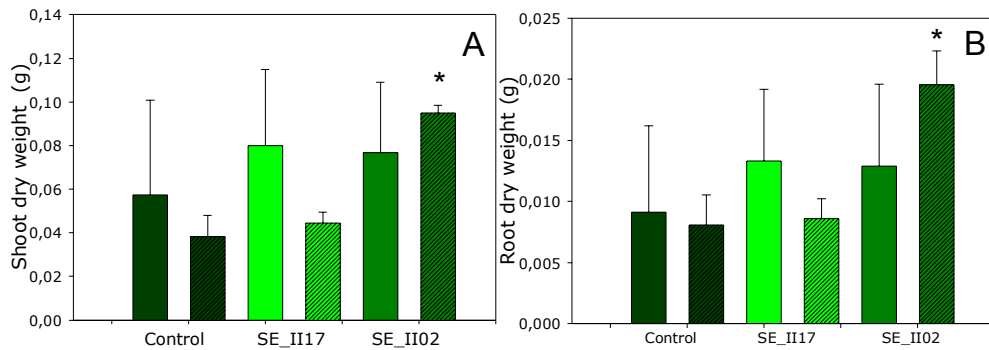 Shoot dry weight (g)
0,14
0,12
0,10
0,08
0,06
0,04
0,02
0,00
A
*
Control SE_II17 SE_II02
Root dry weight (g)
0,025
0,020
0,015
0,010
0,005
0,000
B
*
Control SE_II17 SE_II02